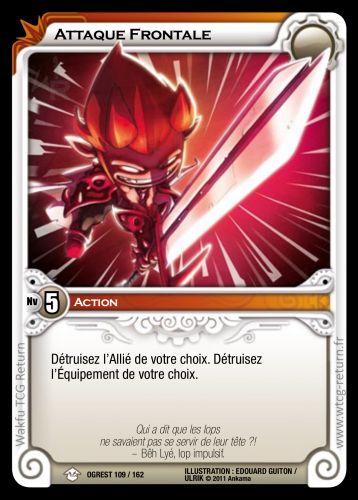 ATTAQUE FRONTALE
Nv 5 ACTION
Détruisez l'Allié de votre choix. Détruisez
l'Équipement de votre choix.
Qui a dit que les Iops
ne savaient pas se servir de leur tête ?!
– Bêh Lyé, Iop impulsif.
Wakfu TCG Return
www.wtcg-return.fr
OGREST 109 / 162
ILLUSTRATION : EDOUARD GUITON /
ULRIK © 2011 Ankama